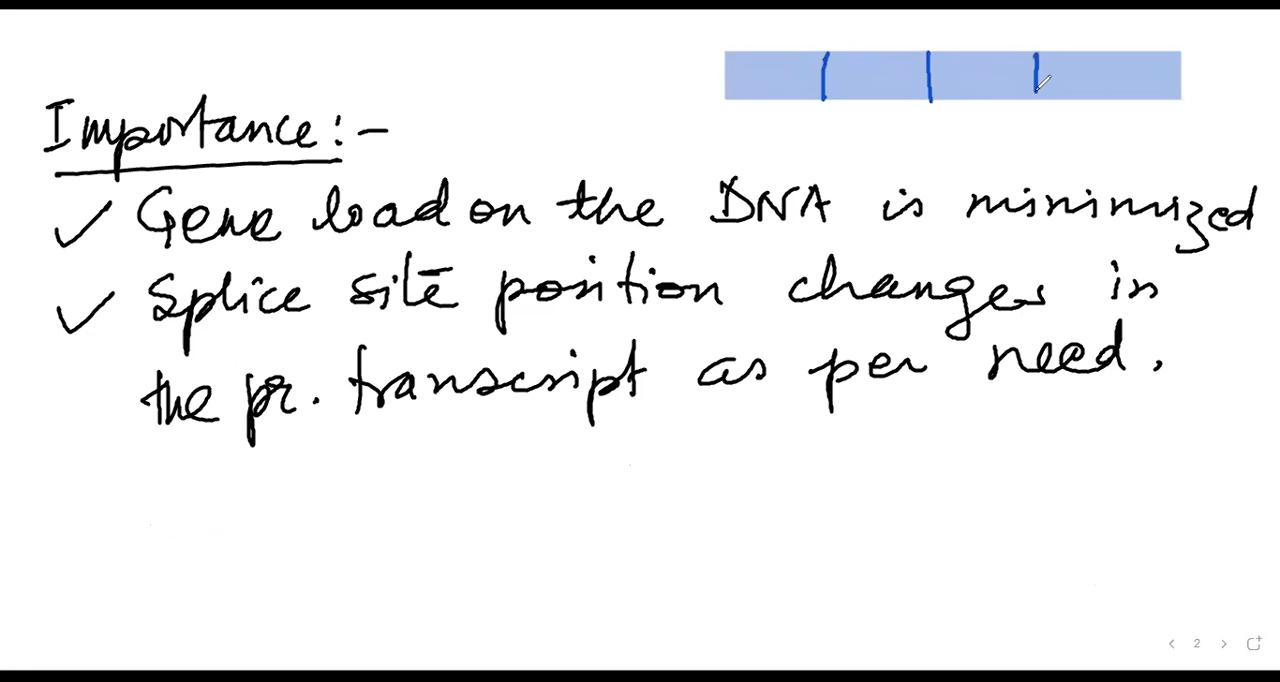 Importance:-
✓ Gene load on the DNA is minimized
✓ Splice site position changes in
the pr. transcript as per need.
2